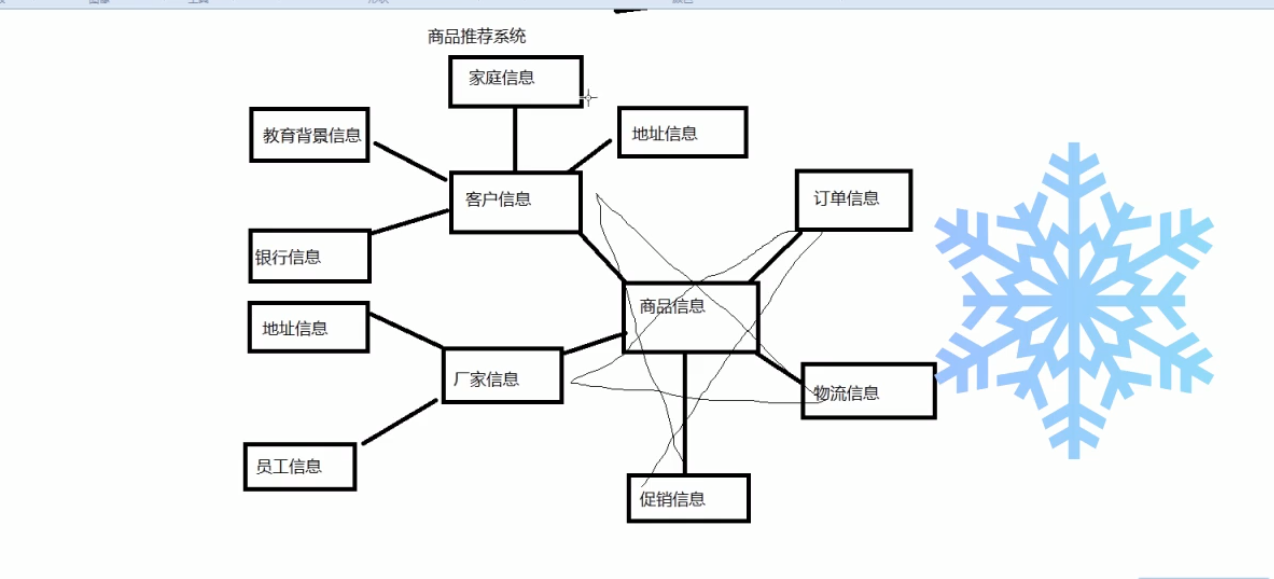 商品推荐系统
家庭信息
教育背景信息
地址信息
客户信息
订单信息
银行信息
商品信息
地址信息
厂家信息
物流信息
员工信息
促销信息